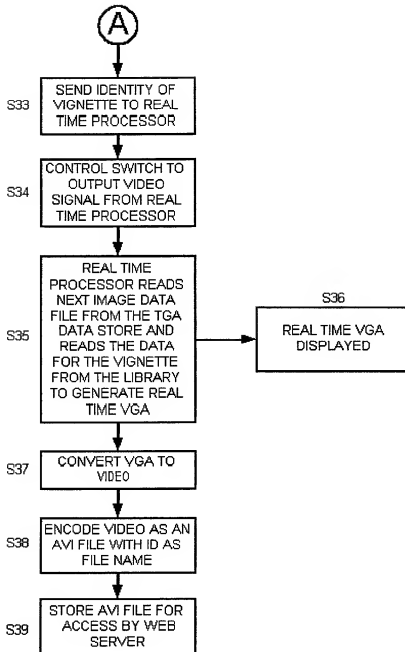 A
S33
SEND IDENTITY OF
VIGNETTE TO REAL
TIME PROCESSOR
S34
CONTROL SWITCH TO
OUTPUT VIDEO
SIGNAL FROM REAL
TIME PROCESSOR
S35
REAL TIME
PROCESSOR READS
NEXT IMAGE DATA
FILE FROM THE TGA
DATA STORE AND
READS THE DATA
FOR THE VIGNETTE
FROM THE LIBRARY
TO GENERATE REAL
TIME VGA
S36
REAL TIME VGA
DISPLAYED
S37
CONVERT VGA TO
VIDEO
S38
ENCODE VIDEO AS AN
AVI FILE WITH ID AS
FILE NAME
S39
STORE AVI FILE FOR
ACCESS BY WEB
SERVER